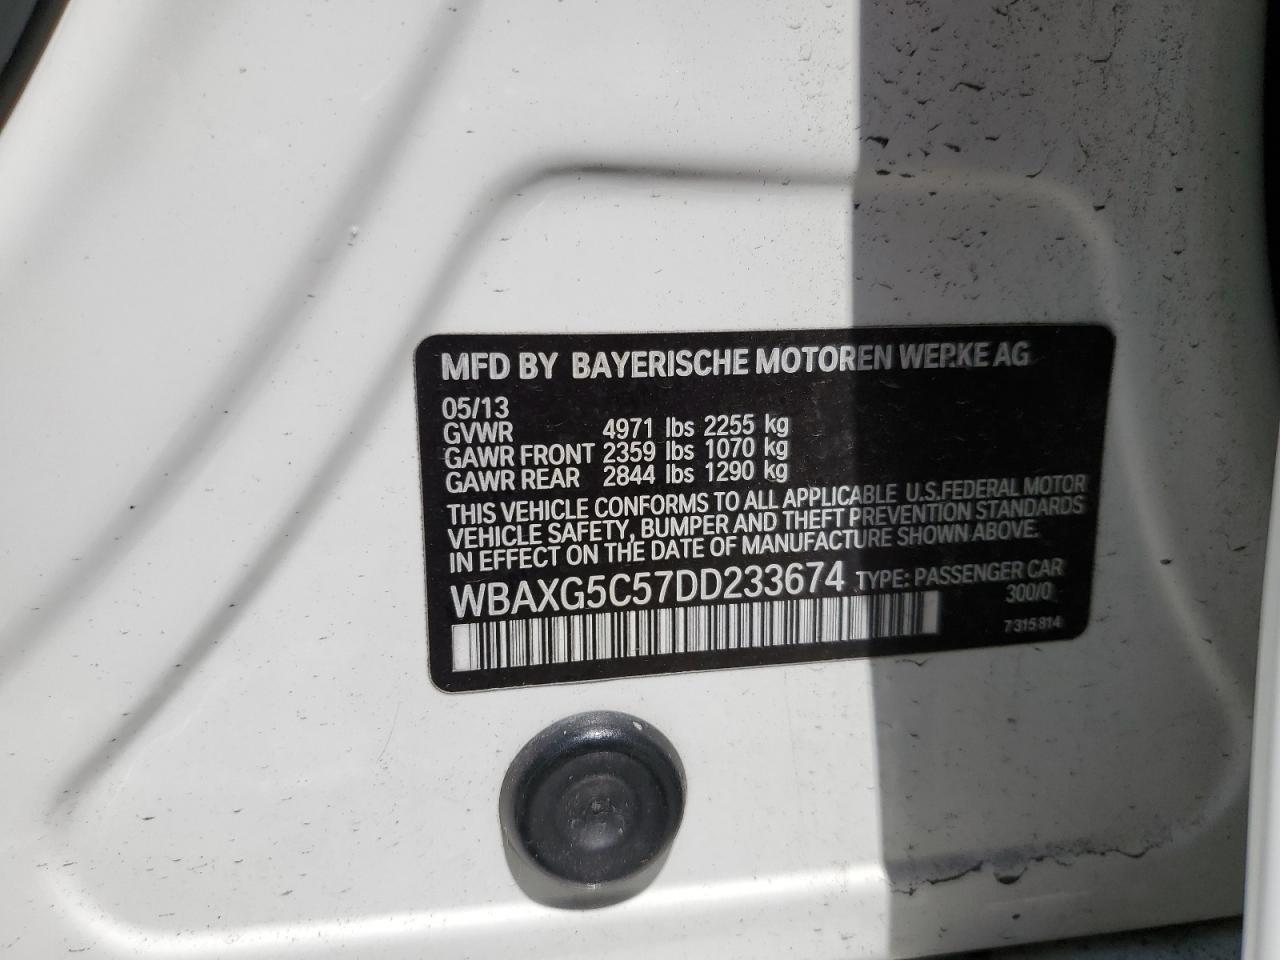 MFD BY BAYERISCHE MOTOREN WERKE AG
05/13
GVWR 4971 lbs 2255 kg
GAWR FRONT 2359 lbs 1070 kg
GAWR REAR 2844 lbs 1290 kg
THIS VEHICLE CONFORMS TO ALL APPLICABLE U.S.FEDERAL MOTOR
VEHICLE SAFETY, BUMPER AND THEFT PREVENTION STANDARDS
IN EFFECT ON THE DATE OF MANUFACTURE SHOWN ABOVE.
WBAXG5C57DD233674 TYPE: PASSENGER CAR
300/0
7 315 814